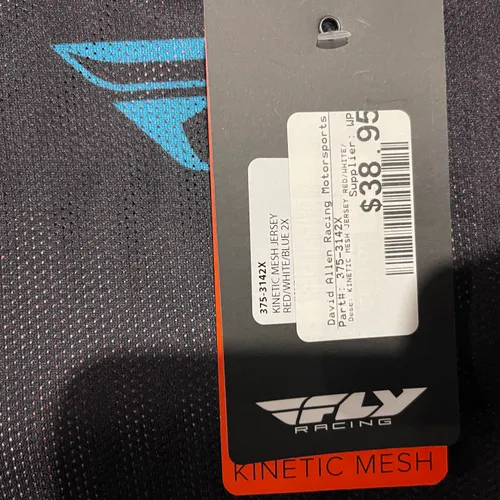 David Allen Racing Motorsports
Part#: 375-3142X
Desc: KINETIC MESH JERSEY RED/WHITE/
Supplier: WP
$38.95
375-3142X
KINETIC MESH JERSEY
RED/WHITE/BLUE 2X
FLY
RACING
KINETIC MESH